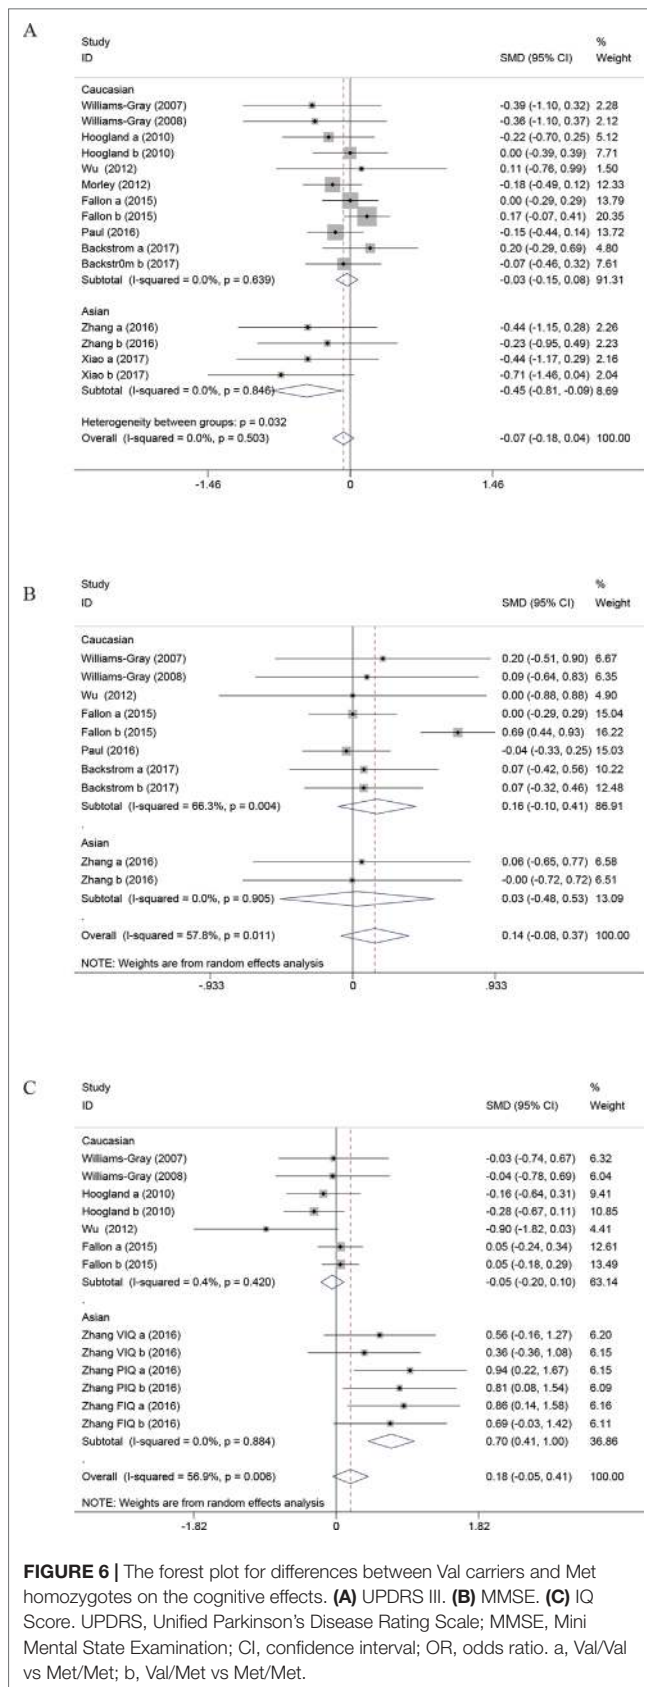 A
Study %
ID SMD (95% CI) Weight
Caucasian
Williams-Gray (2007) -0.39 (-1.10, 0.32) 2.28
Williams-Gray (2008) -0.36 (-1.10, 0.37) 2.12
Hoogland a (2010) -0.22 (-0.70, 0.25) 5.12
Hoogland b (2010) 0.00 (-0.39, 0.39) 7.71
Wu (2012) 0.11 (-0.76, 0.99) 1.50
Morley (2012) -0.18 (-0.49, 0.12) 12.33
Fallon a (2015) 0.00 (-0.29, 0.29) 13.79
Fallon b (2015) 0.17 (-0.07, 0.41) 20.35
Paul (2016) -0.15 (-0.44, 0.14) 13.72
Backstrom a (2017) 0.20 (-0.29, 0.69) 4.80
Backstr0m b (2017) -0.07 (-0.46, 0.32) 7.61
Subtotal (I-squared = 0.0%, p = 0.639) -0.03 (-0.15, 0.08) 91.31
Asian
Zhang a (2016) -0.44 (-1.15, 0.28) 2.26
Zhang b (2016) -0.23 (-0.95, 0.49) 2.23
Xiao a (2017) -0.44 (-1.17, 0.29) 2.16
Xiao b (2017) -0.71 (-1.46, 0.04) 2.04
Subtotal (I-squared = 0.0%, p = 0.846) -0.45 (-0.81, -0.09) 8.69
Heterogeneity between groups: p = 0.032
Overall (I-squared = 0.0%, p = 0.503) -0.07 (-0.18, 0.04) 100.00
-1.46 0 1.46
B
Study %
ID SMD (95% CI) Weight
Caucasian
Williams-Gray (2007) 0.20 (-0.51, 0.90) 6.67
Williams-Gray (2008) 0.09 (-0.64, 0.83) 6.35
Wu (2012) 0.00 (-0.88, 0.88) 4.90
Fallon a (2015) 0.00 (-0.29, 0.29) 15.04
Fallon b (2015) 0.69 (0.44, 0.93) 16.22
Paul (2016) -0.04 (-0.33, 0.25) 15.03
Backstrom a (2017) 0.07 (-0.42, 0.56) 10.22
Backstrom b (2017) 0.07 (-0.32, 0.46) 12.48
Subtotal (I-squared = 66.3%, p = 0.004) 0.16 (-0.10, 0.41) 86.91
.
Asian
Zhang a (2016) 0.06 (-0.65, 0.77) 6.58
Zhang b (2016) -0.00 (-0.72, 0.72) 6.51
Subtotal (I-squared = 0.0%, p = 0.905) 0.03 (-0.48, 0.53) 13.09
.
Overall (I-squared = 57.8%, p = 0.011) 0.14 (-0.08, 0.37) 100.00
NOTE: Weights are from random effects analysis
-.933 0 .933
C
Study %
ID SMD (95% CI) Weight
Caucasian
Williams-Gray (2007) -0.03 (-0.74, 0.67) 6.32
Williams-Gray (2008) -0.04 (-0.78, 0.69) 6.04
Hoogland a (2010) -0.16 (-0.64, 0.31) 9.41
Hoogland b (2010) -0.28 (-0.67, 0.11) 10.85
Wu (2012) -0.90 (-1.82, 0.03) 4.41
Fallon a (2015) 0.05 (-0.24, 0.34) 12.61
Fallon b (2015) 0.05 (-0.18, 0.29) 13.49
Subtotal (I-squared = 0.4%, p = 0.420) -0.05 (-0.20, 0.10) 63.14
.
Asian
Zhang VIQ a (2016) 0.56 (-0.16, 1.27) 6.20
Zhang VIQ b (2016) 0.36 (-0.36, 1.08) 6.15
Zhang PIQ a (2016) 0.94 (0.22, 1.67) 6.15
Zhang PIQ b (2016) 0.81 (0.08, 1.54) 6.09
Zhang FIQ a (2016) 0.86 (0.14, 1.58) 6.16
Zhang FIQ b (2016) 0.69 (-0.03, 1.42) 6.11
Subtotal (I-squared = 0.0%, p = 0.884) 0.70 (0.41, 1.00) 36.86
.
Overall (I-squared = 56.9%, p = 0.006) 0.18 (-0.05, 0.41) 100.00
NOTE: Weights are from random effects analysis
-1.82 0 1.82
FIGURE 6 | The forest plot for differences between Val carriers and Met
homozygotes on the cognitive effects. (A) UPDRS III. (B) MMSE. (C) IQ
Score. UPDRS, Unified Parkinson's Disease Rating Scale; MMSE, Mini
Mental State Examination; CI, confidence interval; OR, odds ratio. a, Val/Val
vs Met/Met; b, Val/Met vs Met/Met.